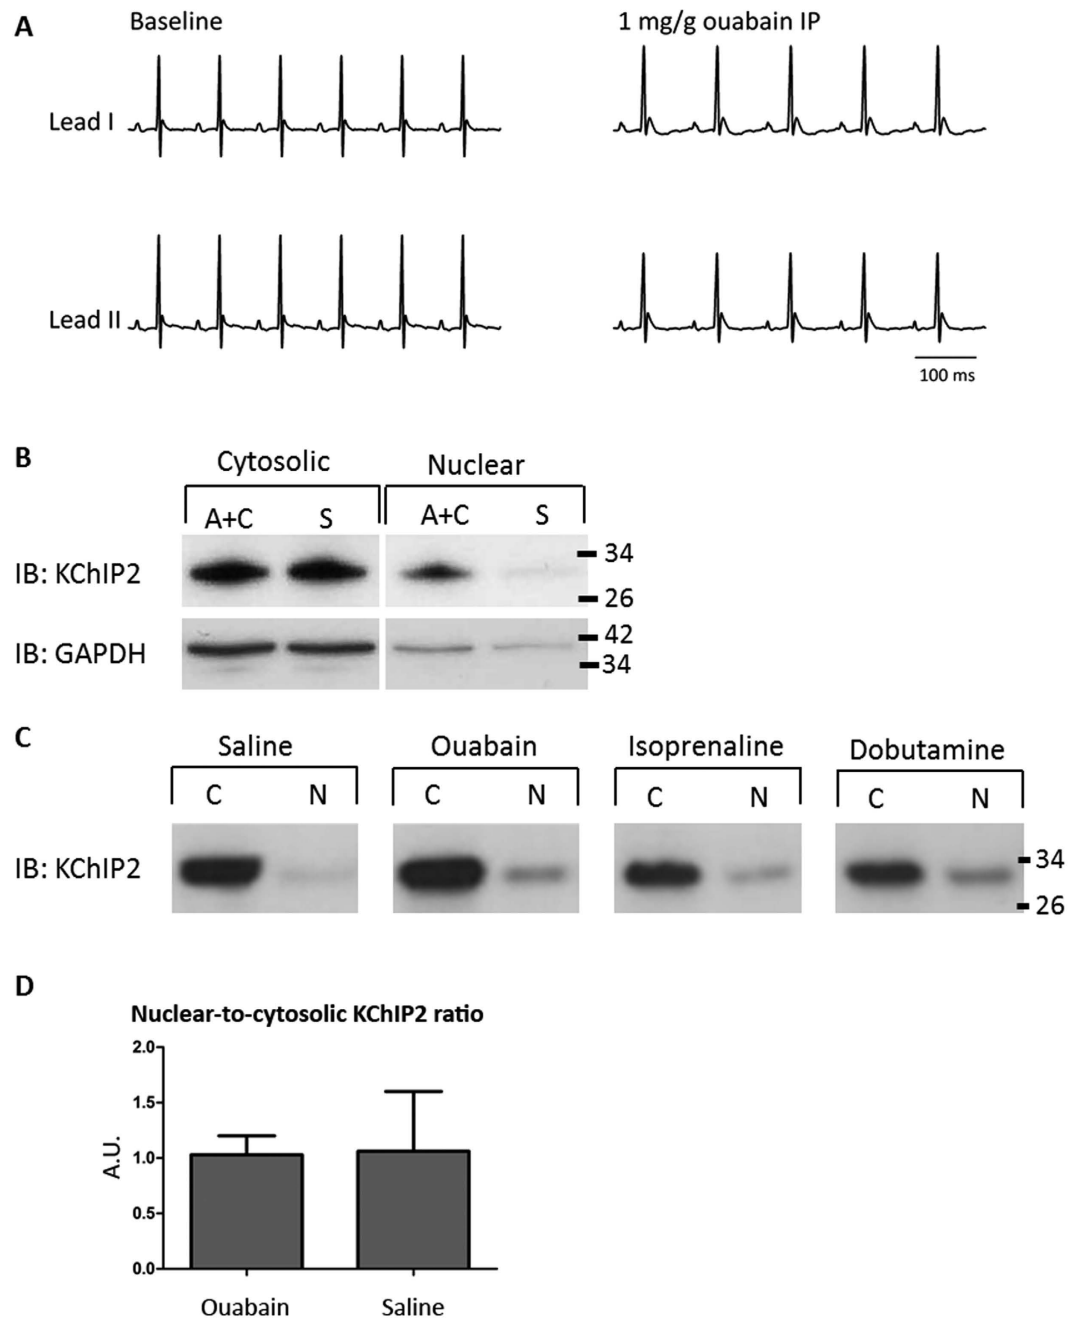 A
Baseline
1 mg/g ouabain IP
Lead I
Lead II
100 ms
B
Cytosolic
Nuclear
A+C
S
A+C
S
IB: KChIP2
34
26
IB: GAPDH
42
34
C
Saline
Ouabain
Isoprenaline
Dobutamine
C
N
C
N
C
N
C
N
IB: KChIP2
34
26
D
Nuclear-to-cytosolic KChIP2 ratio
2.0
1.5
1.0
0.5
0.0
A.U.
Ouabain
Saline